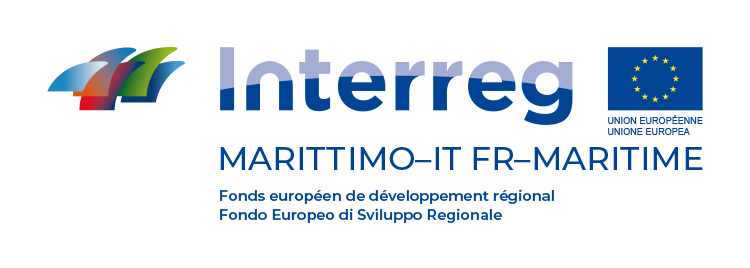 Interreg
UNION EUROPÉENNE
UNIONE EUROPEA
MARITTIMO–IT FR–MARITIME
Fonds européen de développement régional
Fondo Europeo di Sviluppo Regionale